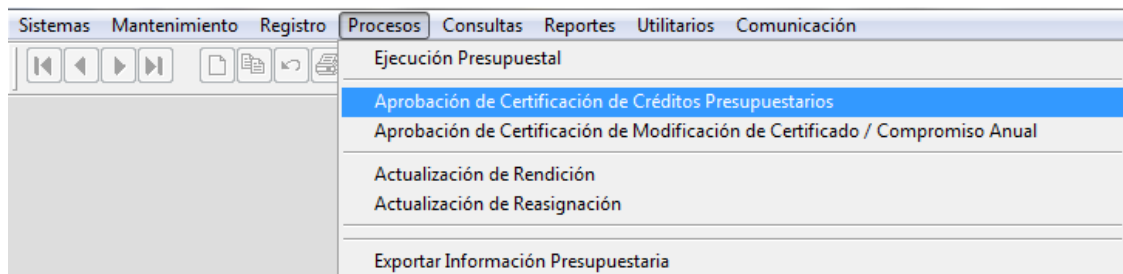 Sistemas Mantenimiento Registro Procesos Consultas Reportes Utilitarios Comunicación
Ejecución Presupuestal
Aprobación de Certificación de Créditos Presupuestarios
Aprobación de Certificación de Modificación de Certificado / Compromiso Anual
Actualización de Rendición
Actualización de Reasignación
Exportar Información Presupuestaria